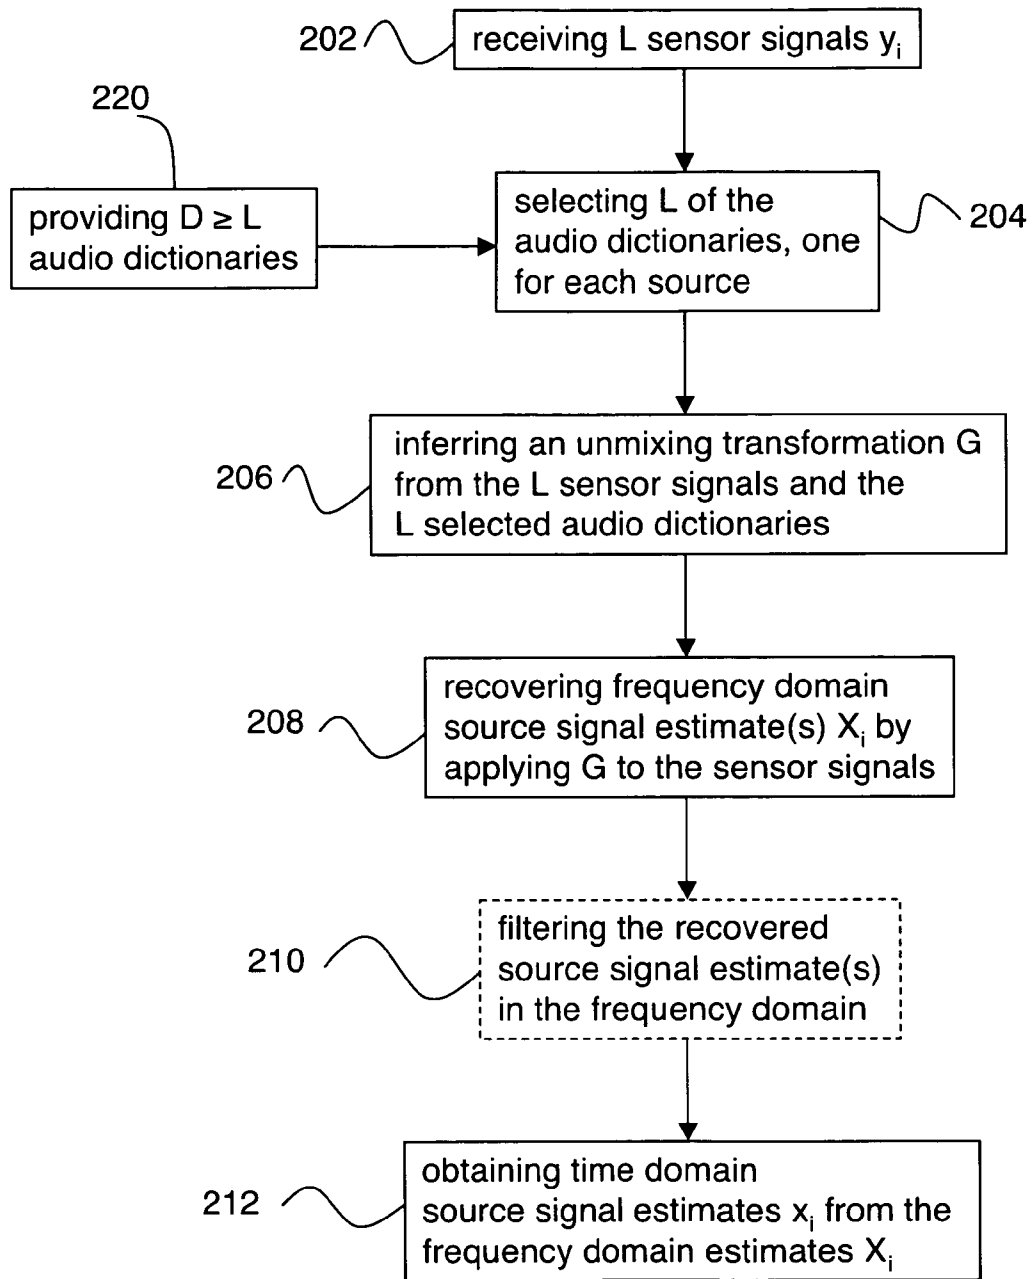 202
receiving L sensor signals yᵢ
220
providing D ≥ L
audio dictionaries
selecting L of the
audio dictionaries, one
for each source
204
206
inferring an unmixing transformation G
from the L sensor signals and the
L selected audio dictionaries
208
recovering frequency domain
source signal estimate(s) Xᵢ by
applying G to the sensor signals
210
filtering the recovered
source signal estimate(s)
in the frequency domain
212
obtaining time domain
source signal estimates xᵢ from the
frequency domain estimates Xᵢ